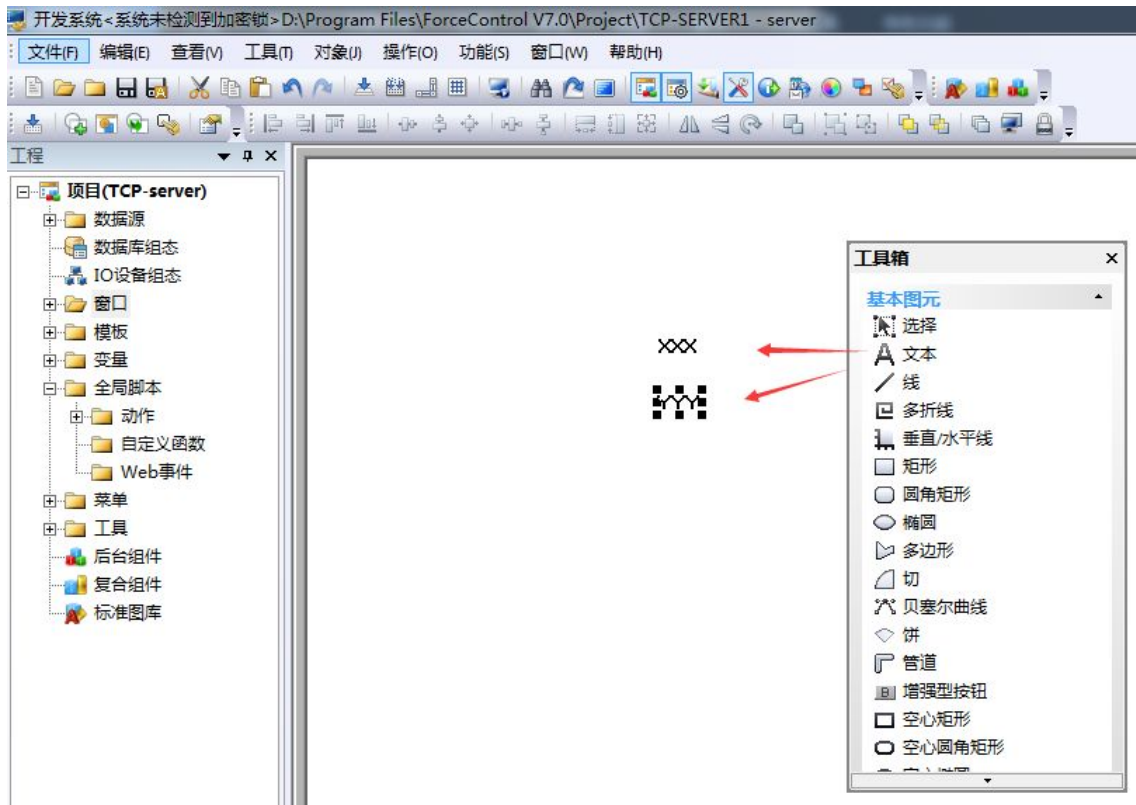 开发系统<系统未检测到加密锁>D:\Program Files\ForceControl V7.0\Project\TCP-SERVER1 - server
文件(F) 编辑(E) 查看(V) 工具(T) 对象(J) 操作(O) 功能(S) 窗口(W) 帮助(H)
工程
项目(TCP-server)
数据源
数据库组态
IO设备组态
窗口
模板
变量
全局脚本
动作
自定义函数
Web事件
菜单
工具
后台组件
复合组件
标准图库
XXX
YYY
工具箱
基本图元
选择
文本
线
多折线
垂直/水平线
矩形
圆角矩形
椭圆
多边形
切
贝塞尔曲线
饼
管道
增强型按钮
空心矩形
空心圆角矩形